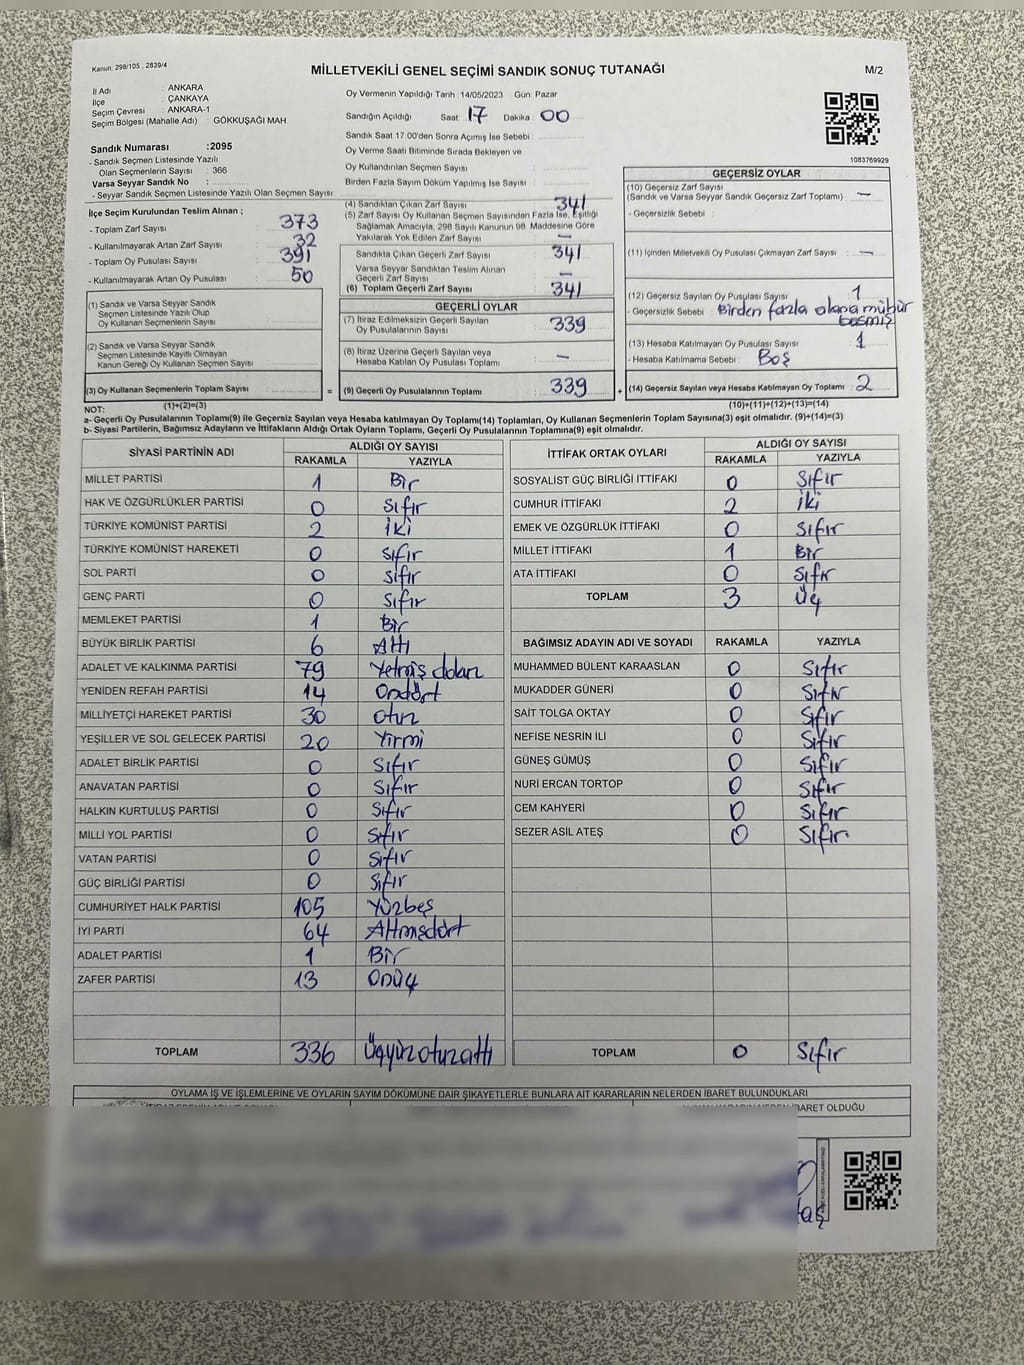 Kanun: 298/105 , 2839/4
MİLLETVEKİLİ GENEL SEÇİMİ SANDIK SONUÇ TUTANAĞI
M/2
İl Adı : ANKARA
İlçe : ÇANKAYA
Seçim Çevresi : ANKARA-1
Seçim Bölgesi (Mahalle Adı) : GÖKKUŞAĞI MAH.
Sandık Numarası :2095
- Sandık Seçmen Listesinde Yazılı
Olan Seçmenlerin Sayısı : 366
Varsa Seyyar Sandık No :
- Seyyar Sandık Seçmen Listesinde Yazılı Olan Seçmen Sayısı :
Oy Vermenin Yapıldığı Tarih :14/05/2023 Gün: Pazar
Sandığın Açıldığı Saat : 17 Dakika : 00
Sandık Saat 17:00'den Sonra Açımış İse Sebebi :
Oy Verme Saati Bitiminde Sırada Bekleyen ve
Oy Kullandırılan Seçmen Sayısı :
Birden Fazla Sayım Döküm Yapılmış İse Sayısı :
1083769929
İlçe Seçim Kurulundan Teslim Alınan ;
- Toplam Zarf Sayısı : 373
- Kullanılmayarak Artan Zarf Sayısı : 32
- Toplam Oy Pusulası Sayısı : 391
- Kullanılmayarak Artan Oy Pusulası : 50
(1) Sandık ve Varsa Seyyar Sandık
Seçmen Listesinde Yazılı Olup
Oy Kullanan Seçmenlerin Sayısı :
(2) Sandık ve Varsa Seyyar Sandık
Seçmen Listesinde Kayıtlı Olmayan
Kanun Gereği Oy Kullanan Seçmen Sayısı :
(3) Oy Kullanan Seçmenlerin Toplam Sayısı :
(1)+(2)=(3)
(4) Sandıktan Çıkan Zarf Sayısı : 341
(5) Zarf Sayısı Oy Kullanan Seçmen Sayısından Fazla İse, Eşitliği
Sağlamak Amacıyla, 298 Sayılı Kanunun 98. Maddesine Göre
Yakılarak Yok Edilen Zarf Sayısı : —
Sandıkta Çıkan Geçerli Zarf Sayısı : 341
Varsa Seyyar Sandıktan Teslim Alınan
Geçerli Zarf Sayısı : —
(6) Toplam Geçerli Zarf Sayısı : 341
GEÇERLİ OYLAR
(7) İtiraz Edilmeksizin Geçerli Sayılan
Oy Pusulalarının Sayısı : 339
(8) İtiraz Üzerine Geçerli Sayılan veya
Hesaba Katılan Oy Pusulası Toplamı : —
= (9) Geçerli Oy Pusulalarının Toplamı : 339 +
GEÇERSİZ OYLAR
(10) Geçersiz Zarf Sayısı
(Sandık ve Varsa Seyyar Sandık Geçersiz Zarf Toplamı) : —
- Geçersizlik Sebebi :
(11) İçinden Milletvekili Oy Pusulası Çıkmayan Zarf Sayısı : —
(12) Geçersiz Sayılan Oy Pusulası Sayısı : 1
- Geçersizlik Sebebi : Birden fazla alana mühür
basmış
(13) Hesaba Katılmayan Oy Pusulası Sayısı : 1
- Hesaba Katılmama Sebebi : Boş
(14) Geçersiz Sayılan veya Hesaba Katılmayan Oy Toplamı : 2
(10)+(11)+(12)+(13)=(14)
NOT:
a- Geçerli Oy Pusulalarının Toplamı(9) ile Geçersiz Sayılan veya Hesaba katılmayan Oy Toplamı(14) Toplamları, Oy Kullanan Seçmenlerin Toplam Sayısına(3) eşit olmalıdır. (9)+(14)=(3)
b- Siyasi Partilerin, Bağımsız Adayların ve İttifakların Aldığı Ortak Oyların Toplamı, Geçerli Oy Pusulalarının Toplamına(9) eşit olmalıdır.
SİYASİ PARTİNİN ADI ALDIĞI OY SAYISI
RAKAMLA YAZIYLA
MİLLET PARTİSİ 1 Bir
HAK VE ÖZGÜRLÜKLER PARTİSİ 0 Sıfır
TÜRKİYE KOMÜNİST PARTİSİ 2 İki
TÜRKİYE KOMÜNİST HAREKETİ 0 Sıfır
SOL PARTİ 0 Sıfır
GENÇ PARTİ 0 Sıfır
MEMLEKET PARTİSİ 1 Bir
BÜYÜK BİRLİK PARTİSİ 6 Altı
ADALET VE KALKINMA PARTİSİ 79 Yetmiş dokuz
YENİDEN REFAH PARTİSİ 14 Ondört
MİLLİYETÇİ HAREKET PARTİSİ 30 Otuz
YEŞİLLER VE SOL GELECEK PARTİSİ 20 Yirmi
ADALET BİRLİK PARTİSİ 0 Sıfır
ANAVATAN PARTİSİ 0 Sıfır
HALKIN KURTULUŞ PARTİSİ 0 Sıfır
MİLLİ YOL PARTİSİ 0 Sıfır
VATAN PARTİSİ 0 Sıfır
GÜÇ BİRLİĞİ PARTİSİ 0 Sıfır
CUMHURİYET HALK PARTİSİ 105 Yüzbeş
İYİ PARTİ 64 Altmışdört
ADALET PARTİSİ 1 Bir
ZAFER PARTİSİ 13 Onüç
TOPLAM 336 Üçyüzotuzaltı
İTTİFAK ORTAK OYLARI ALDIĞI OY SAYISI
RAKAMLA YAZIYLA
SOSYALİST GÜÇ BİRLİĞİ İTTİFAKI 0 Sıfır
CUMHUR İTTİFAKI 2 İki
EMEK VE ÖZGÜRLÜK İTTİFAKI 0 Sıfır
MİLLET İTTİFAKI 1 Bir
ATA İTTİFAKI 0 Sıfır
TOPLAM 3 Üç
BAĞIMSIZ ADAYIN ADI VE SOYADI RAKAMLA YAZIYLA
MUHAMMED BÜLENT KARAASLAN 0 Sıfır
MUKADDER GÜNERİ 0 Sıfır
SAİT TOLGA OKTAY 0 Sıfır
NEFİSE NESRİN İLİ 0 Sıfır
GÜNEŞ GÜMÜŞ 0 Sıfır
NURİ ERCAN TORTOP 0 Sıfır
CEM KAHYERİ 0 Sıfır
SEZER ASİL ATEŞ 0 Sıfır
TOPLAM 0 Sıfır
OYLAMA İŞ VE İŞLEMLERİNE VE OYLARIN SAYIM DÖKÜMÜNE DAİR ŞİKAYETLERLE BUNLARA AİT KARARLARIN NELERDEN İBARET BULUNDUKLARI
İBARET OLDUĞU
taş